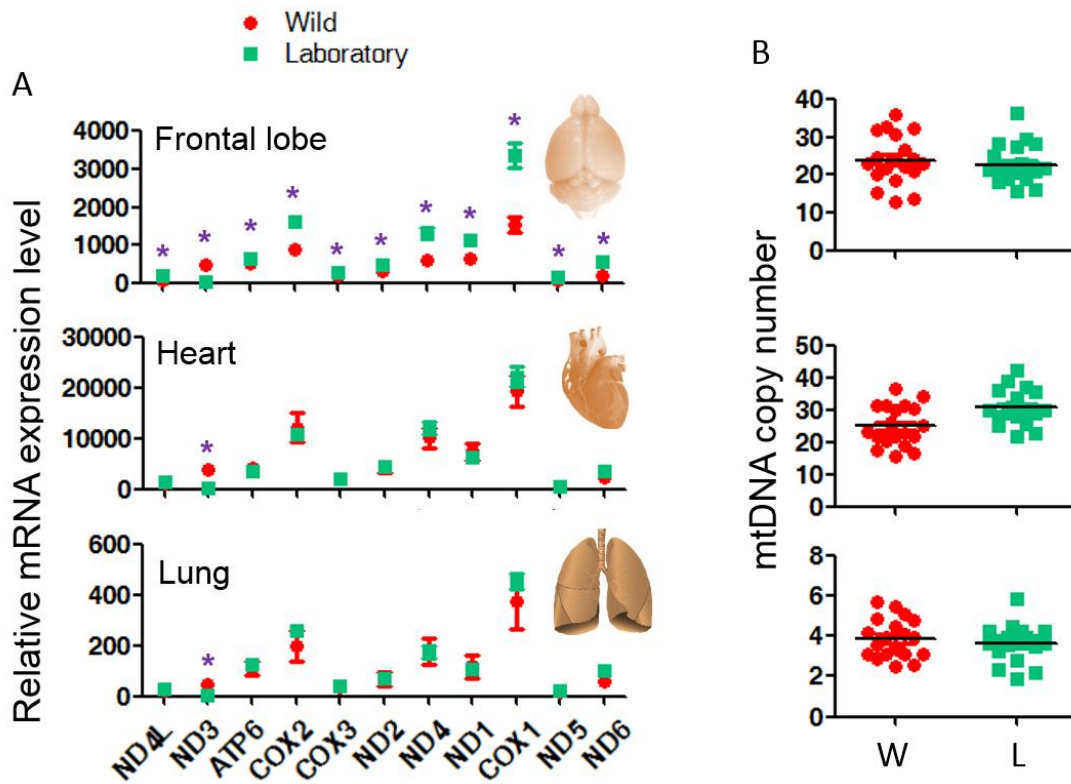 Wild
Laboratory
A
B
Relative mRNA expression level
Frontal lobe
4000
3000
2000
1000
0
* * * * * * * * * * *
Heart
30000
20000
10000
0
*
Lung
600
400
200
0
*
ND4L ND3 ATP6 COX2 COX3 ND2 ND4 ND1 COX1 ND5 ND6
mtDNA copy number
40
30
20
10
0
50
40
30
20
10
0
8
6
4
2
0
W L